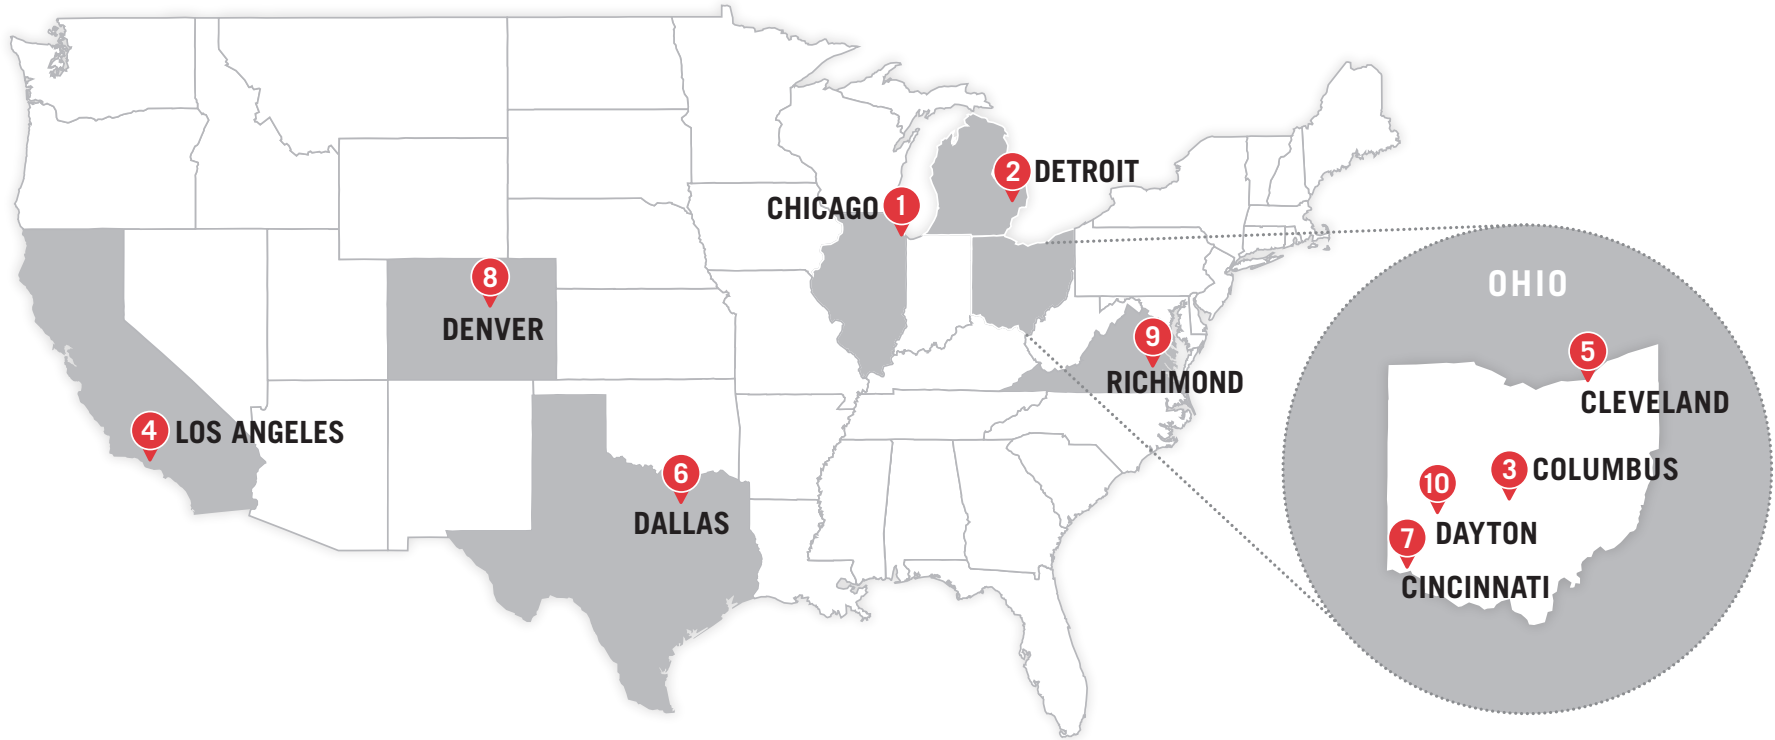 2 DETROIT
CHICAGO 1
8
DENVER
9
RICHMOND
4 LOS ANGELES
6
DALLAS
OHIO
5
CLEVELAND
3 COLUMBUS
10
DAYTON
7
CINCINNATI